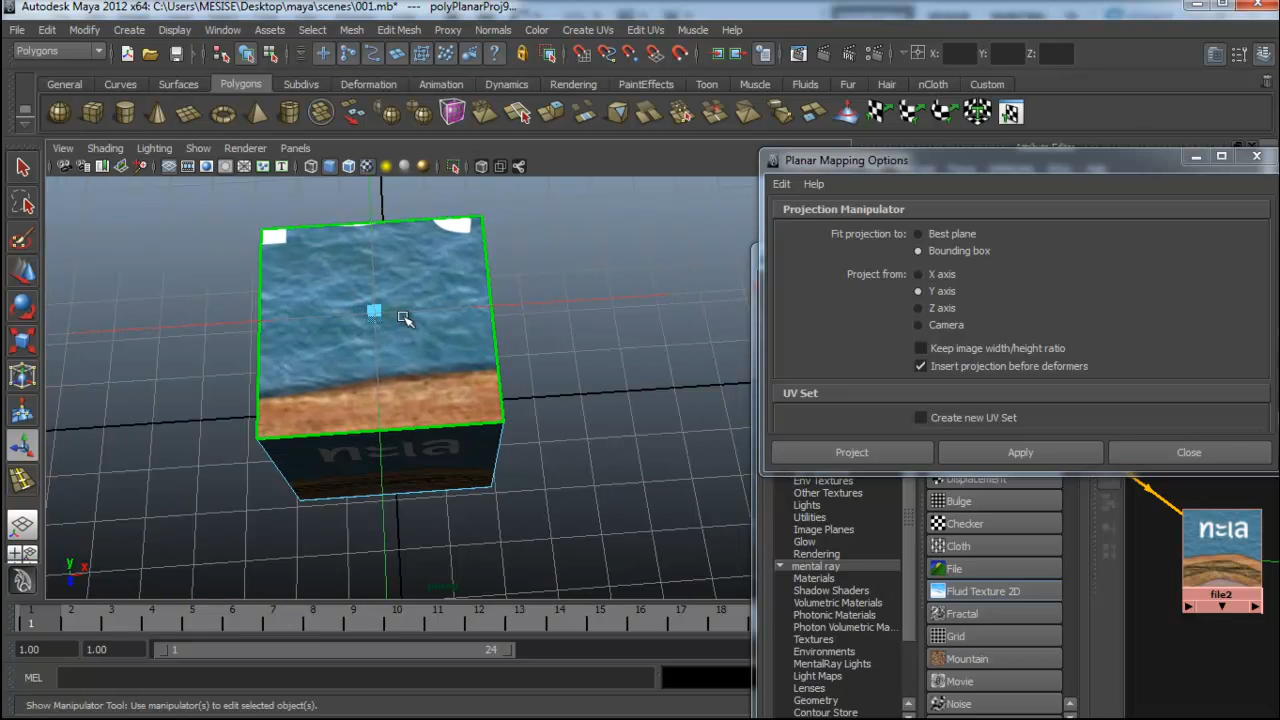 Autodesk Maya 2012 x64: C:\Users\MESISE\Desktop\maya\scenes\001.mb* --- polyPlanarProj9...
File Edit Modify Create Display Window Assets Select Mesh Edit Mesh Proxy Normals Color Create UVs Edit UVs Muscle Help
Polygons X: Y: Z:
General Curves Surfaces Polygons Subdivs Deformation Animation Dynamics Rendering PaintEffects Toon Muscle Fluids Fur Hair nCloth Custom
View Shading Lighting Show Renderer Panels
Planar Mapping Options
Edit Help
Projection Manipulator
Fit projection to: Best plane
Bounding box
Project from: X axis
Y axis
Z axis
Camera
Keep image width/height ratio
Insert projection before deformers
UV Set
Create new UV Set
Project Apply Close
Env Textures
Other Textures
Lights
Utilities
Image Planes
Glow
Rendering
mental ray
Materials
Shadow Shaders
Volumetric Materials
Photonic Materials
Photon Volumetric Ma...
Textures
Environments
MentalRay Lights
Light Maps
Lenses
Geometry
Contour Store
Displacement
Bulge
Checker
Cloth
File
Fluid Texture 2D
Fractal
Grid
Mountain
Movie
Noise
file2
y x
1 2 3 4 5 6 7 8 9 10 11 12 13 14 15 16 17 18
1
1.00 1.00 1 24
MEL
Show Manipulator Tool: Use manipulator(s) to edit selected object(s).